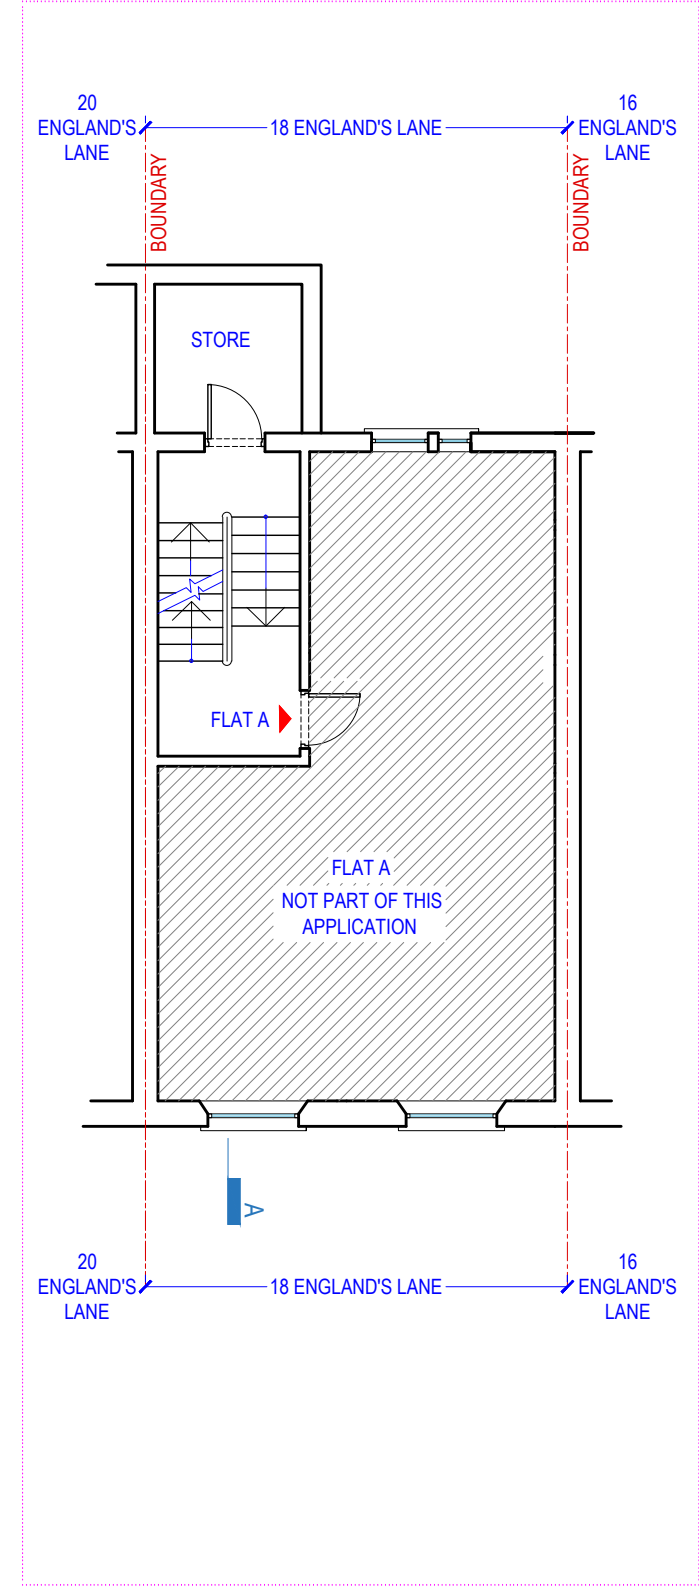 20
ENGLAND'S
LANE
18 ENGLAND'S LANE
16
ENGLAND'S
LANE
BOUNDARY
BOUNDARY
STORE
FLAT A
FLAT A
NOT PART OF THIS
APPLICATION
A
20
ENGLAND'S
LANE
18 ENGLAND'S LANE
16
ENGLAND'S
LANE